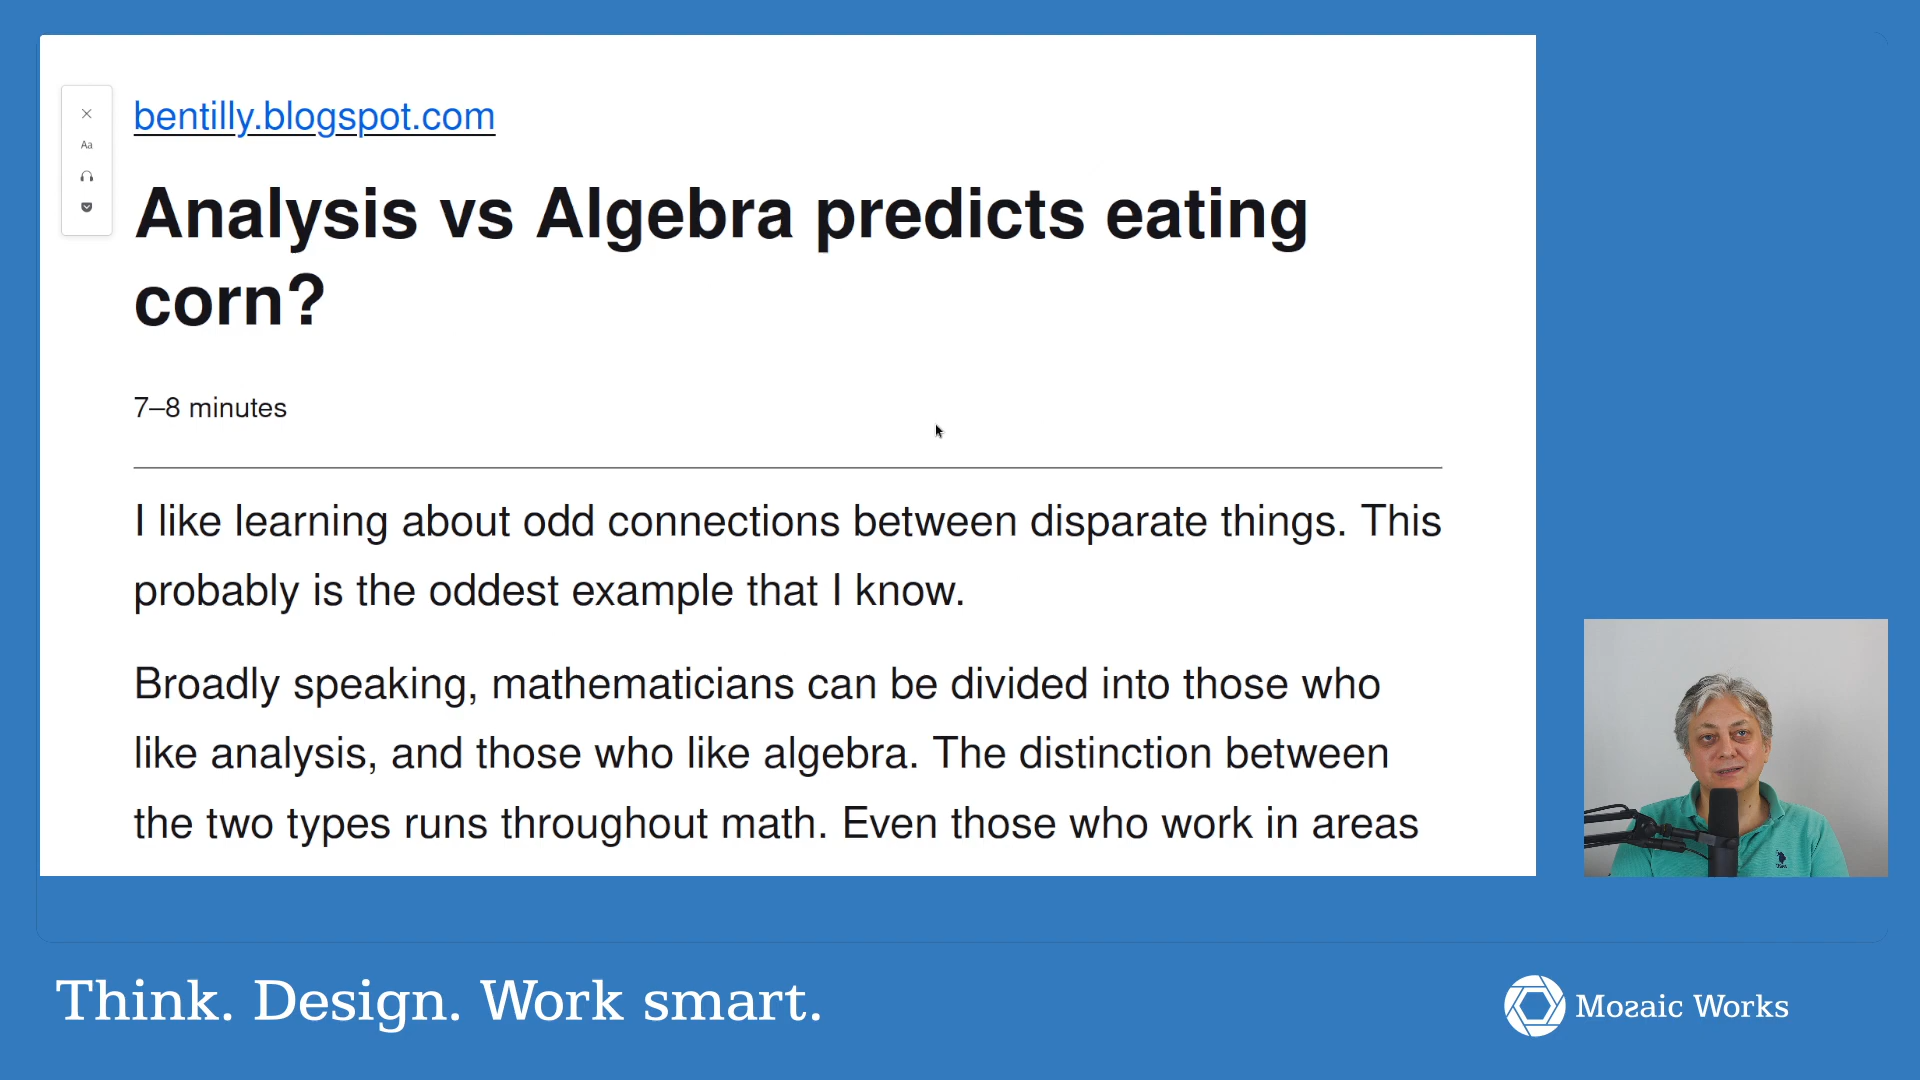 bentilly.blogspot.com
Analysis vs Algebra predicts eating
corn?
7–8 minutes
I like learning about odd connections between disparate things. This
probably is the oddest example that I know.
Broadly speaking, mathematicians can be divided into those who
like analysis, and those who like algebra. The distinction between
the two types runs throughout math. Even those who work in areas
Aa
Think. Design. Work smart.
Mozaic Works